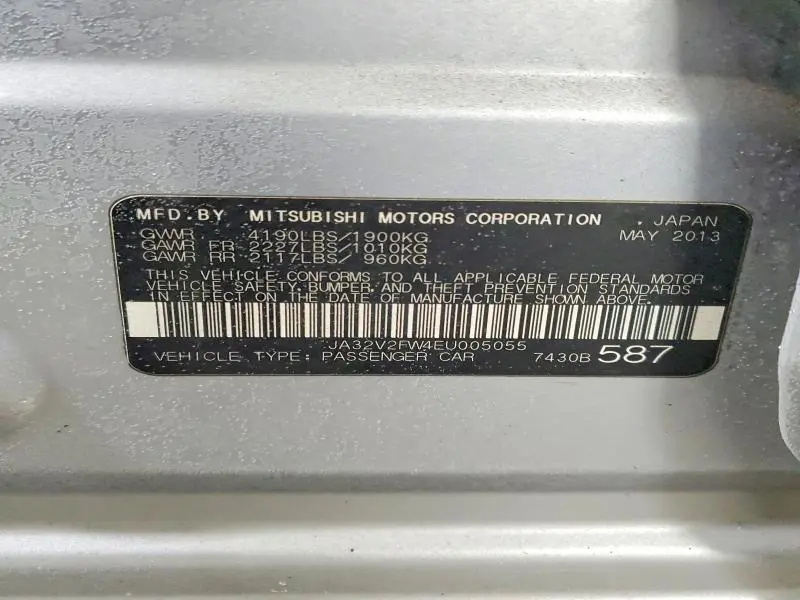 MFD.BY MITSUBISHI MOTORS CORPORATION . JAPAN
GVWR 4190LBS/1900KG MAY 2013
GAWR FR 2227LBS/1010KG
GAWR RR 2117LBS/ 960KG
THIS VEHICLE CONFORMS TO ALL APPLICABLE FEDERAL MOTOR
VEHICLE SAFETY, BUMPER, AND THEFT PREVENTION STANDARDS
IN EFFECT ON THE DATE OF MANUFACTURE SHOWN ABOVE.
JA32V2FW4EU005055
VEHICLE TYPE: PASSENGER CAR 7430B 587